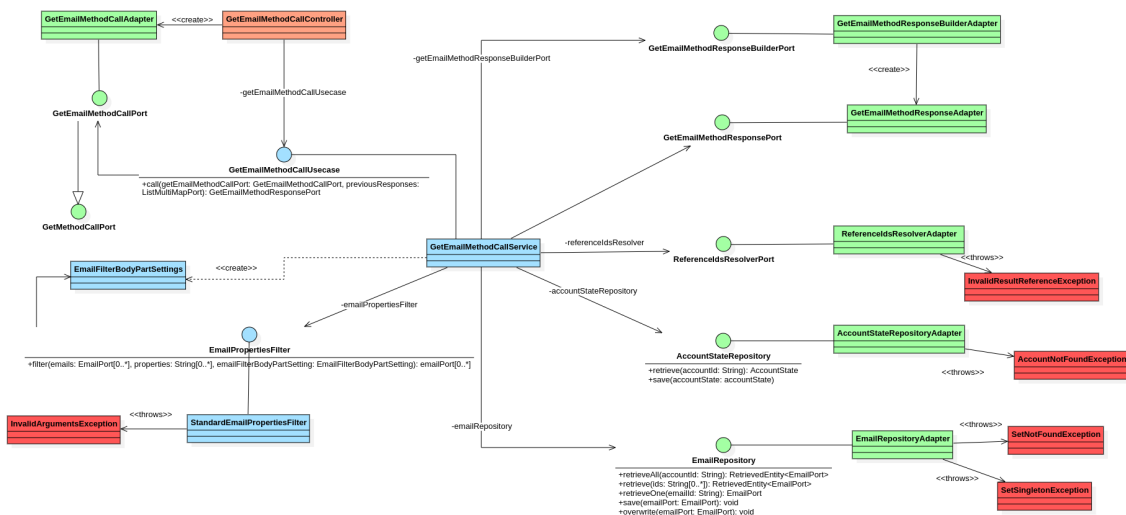 GetEmailMethodCallAdapter
<<create>>
GetEmailMethodCallController
GetEmailMethodResponseBuilderAdapter
GetEmailMethodResponseBuilderPort
-getEmailMethodResponseBuilderPort
<<create>>
-getEmailMethodCallUsecase
GetEmailMethodCallPort
GetEmailMethodResponseAdapter
GetEmailMethodResponsePort
GetEmailMethodCallUsecase
+call(getEmailMethodCallPort: GetEmailMethodCallPort, previousResponses:
ListMultiMapPort): GetEmailMethodResponsePort
GetMethodCallPort
ReferenceIdsResolverAdapter
GetEmailMethodCallService
-referenceIdsResolver
ReferenceIdsResolverPort
<<throws>>
EmailFilterBodyPartSettings
<<create>>
InvalidResultReferenceException
-accountStateRepository
-emailPropertiesFilter
AccountStateRepositoryAdapter
EmailPropertiesFilter
AccountStateRepository
AccountNotFoundException
+filter(emails: EmailPort[0..*], properties: String[0..*], emailFilterBodyPartSetting: EmailFilterBodyPartSetting): emailPort[0..*]
+retrieve(accountId: String): AccountState
+save(accountState: accountState)
<<throws>>
InvalidArgumentsException
<<throws>>
StandardEmailPropertiesFilter
-emailRepository
EmailRepositoryAdapter
<<throws>>
SetNotFoundException
EmailRepository
+retrieveAll(accountId: String): RetrievedEntity<EmailPort>
+retrieve(ids: String[0..*]): RetrievedEntity<EmailPort>
+retrieveOne(emailId: String): EmailPort
+save(emailPort: EmailPort): void
+overwrite(emailPort: EmailPort): void
<<throws>>
SetSingletonException